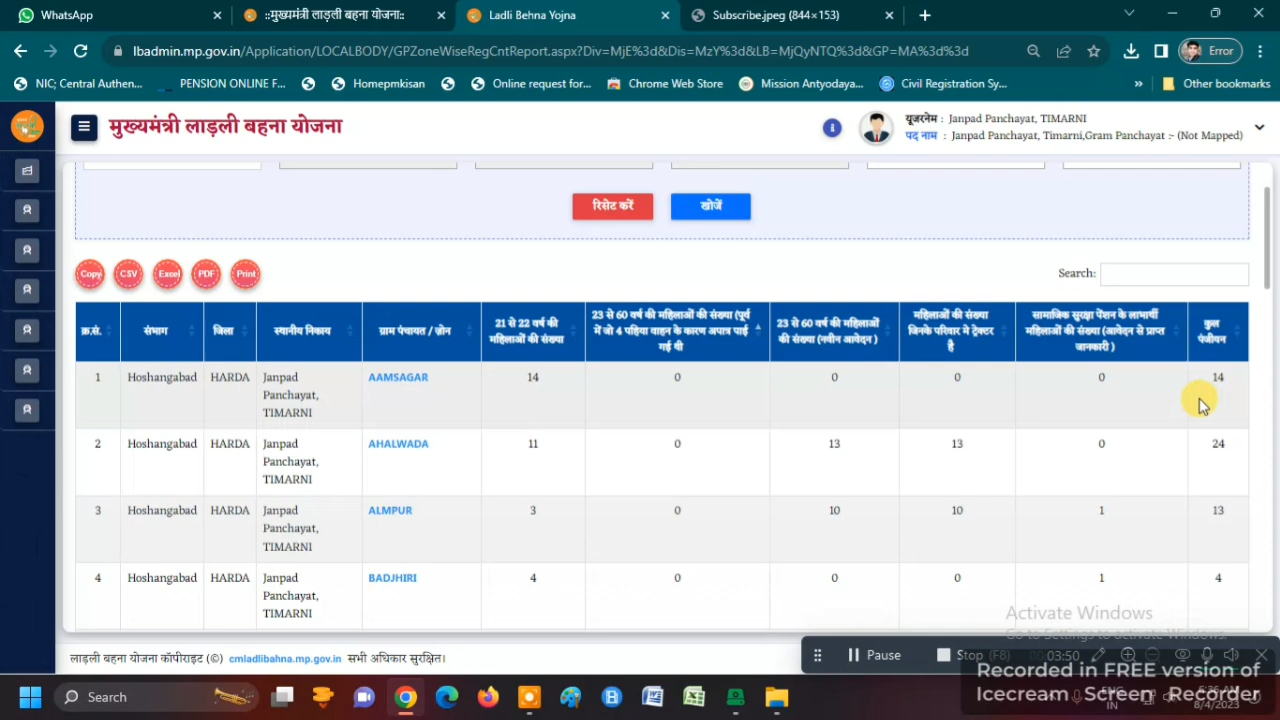 WhatsApp
::मुख्यमंत्री लाड़ली बहना योजना::
Ladli Behna Yojna
Subscribe.jpeg (844×153)
lbadmin.mp.gov.in/Application/LOCALBODY/GPZoneWiseRegCntReport.aspx?Div=MjE%3d&Dis=MzY%3d&LB=MjQyNTQ%3d&GP=MA%3d%3d
Error
NIC; Central Authen...
PENSION ONLINE F...
Homepmkisan
Online request for...
Chrome Web Store
Mission Antyodaya...
Civil Registration Sy...
»
Other bookmarks
मुख्यमंत्री लाड़ली बहना योजना
यूजरनेम : Janpad Panchayat, TIMARNI
पद नाम : Janpad Panchayat, Timarni,Gram Panchayat :- (Not Mapped)
रिसेट करें
खोजें
Copy
CSV
Excel
PDF
Print
Search:
क्र.सं.
संभाग
जिला
स्थानीय निकाय
ग्राम पंचायत / ज़ोन
21 से 22 वर्ष की
महिलाओं की संख्या
23 से 60 वर्ष की महिलाओं की संख्या (पूर्व
में जो 4 पहिया वाहन के कारण अपात्र पाई
गई थी
23 से 60 वर्ष की महिलाओं
की संख्या (नवीन आवेदन )
महिलाओं की संख्या
जिनके परिवार मे ट्रेक्टर
है
सामाजिक सुरक्षा पेंशन के लाभार्थी
महिलाओं की संख्या (आवेदन से प्राप्त
जानकारी )
कुल
पंजीयन
1 Hoshangabad HARDA Janpad AAMSAGAR 14 0 0 0 0 14
Panchayat,
TIMARNI
2 Hoshangabad HARDA Janpad AHALWADA 11 0 13 13 0 24
Panchayat,
TIMARNI
3 Hoshangabad HARDA Janpad ALMPUR 3 0 10 10 1 13
Panchayat,
TIMARNI
4 Hoshangabad HARDA Janpad BADJHIRI 4 0 0 0 1 4
Panchayat,
TIMARNI
Activate Windows
Go to Settings to activate Windows.
लाड़ली बहना योजना कॉपीराइट (©) cmladlibahna.mp.gov.in सभी अधिकार सुरक्षित।
Pause
Stop (F8)
03:50
Recorded in FREE version of
Icecream Screen Recorder
Search
IN
8/4/2023